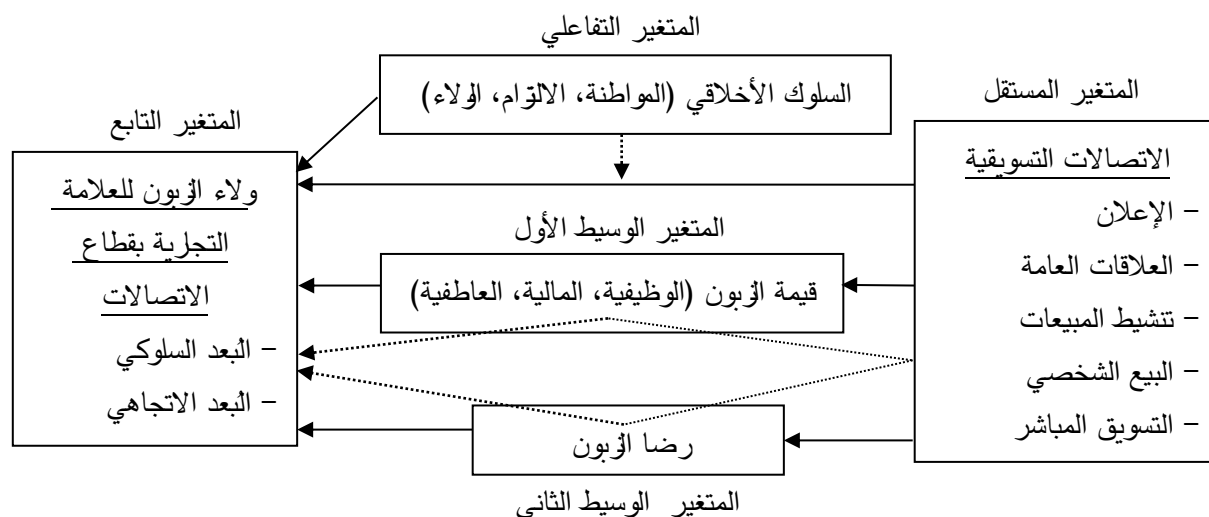 المتغير التفاعلي
السلوك الأخلاقي (المواطنة، الالتزام، الولاء)
المتغير المستقل
الاتصالات التسويقية
- الإعلان
- العلاقات العامة
- تنشيط المبيعات
- البيع الشخصي
- التسويق المباشر
المتغير الوسيط الأول
قيمة الزبون (الوظيفية، المالية، العاطفية)
رضا الزبون
المتغير الوسيط الثاني
المتغير التابع
ولاء الزبون للعلامة
التجارية بقطاع
الاتصالات
- البعد السلوكي
- البعد الاتجاهي